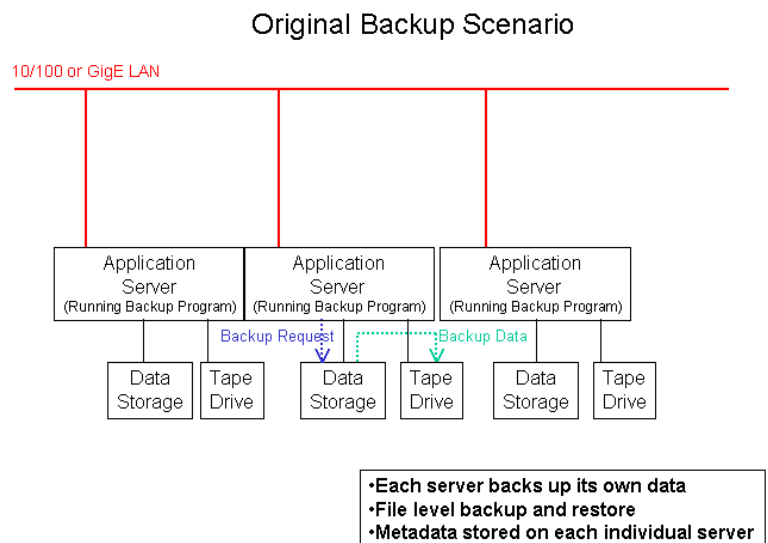 Original Backup Scenario
10/100 or GigE LAN
Application
Server
(Running Backup Program)
Application
Server
(Running Backup Program)
Application
Server
(Running Backup Program)
Backup Request
Backup Data
Data
Storage
Tape
Drive
Data
Storage
Tape
Drive
Data
Storage
Tape
Drive
•Each server backs up its own data
•File level backup and restore
•Metadata stored on each individual server